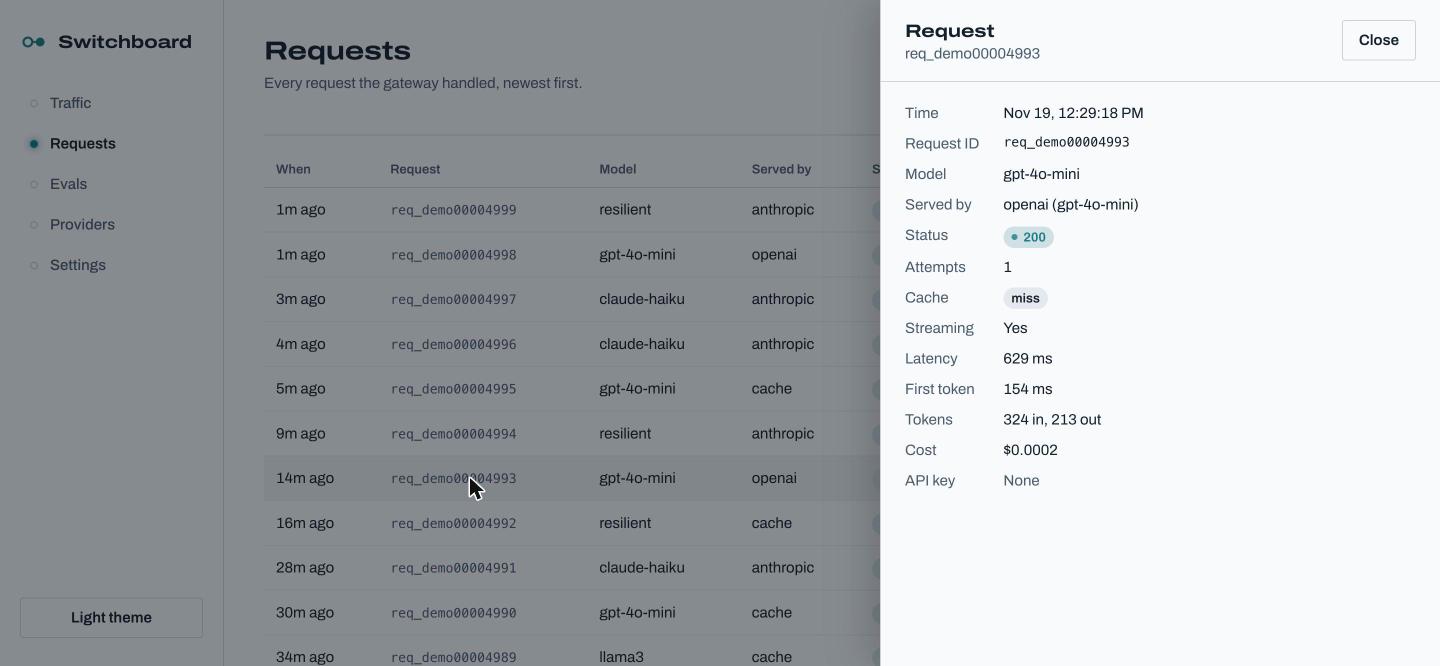 Switchboard
Traffic
Requests
Evals
Providers
Settings
Light theme
Requests
Every request the gateway handled, newest first.
When Request Model Served by S
1m ago req_demo00004999 resilient anthropic
1m ago req_demo00004998 gpt-4o-mini openai
3m ago req_demo00004997 claude-haiku anthropic
4m ago req_demo00004996 claude-haiku anthropic
5m ago req_demo00004995 gpt-4o-mini cache
9m ago req_demo00004994 resilient anthropic
14m ago req_demo00004993 gpt-4o-mini openai
16m ago req_demo00004992 resilient cache
28m ago req_demo00004991 claude-haiku anthropic
30m ago req_demo00004990 gpt-4o-mini cache
34m ago req_demo00004989 llama3 cache
Request
req_demo00004993
Close
Time Nov 19, 12:29:18 PM
Request ID req_demo00004993
Model gpt-4o-mini
Served by openai (gpt-4o-mini)
Status 200
Attempts 1
Cache miss
Streaming Yes
Latency 629 ms
First token 154 ms
Tokens 324 in, 213 out
Cost $0.0002
API key None